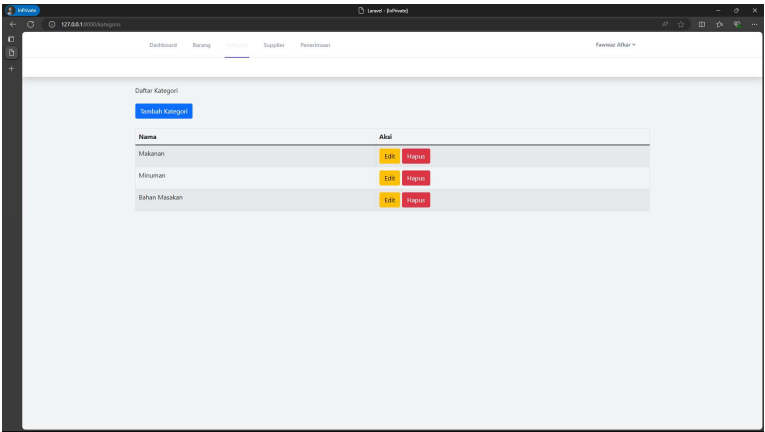 InPrivate
Laravel - [InPrivate]
127.0.0.1:8000/kategoris
Dashboard Barang Kategori Supplier Penerimaan Fawwaz Afkar
Daftar Kategori
Tambah Kategori
Nama Aksi
Makanan Edit Hapus
Minuman Edit Hapus
Bahan Masakan Edit Hapus